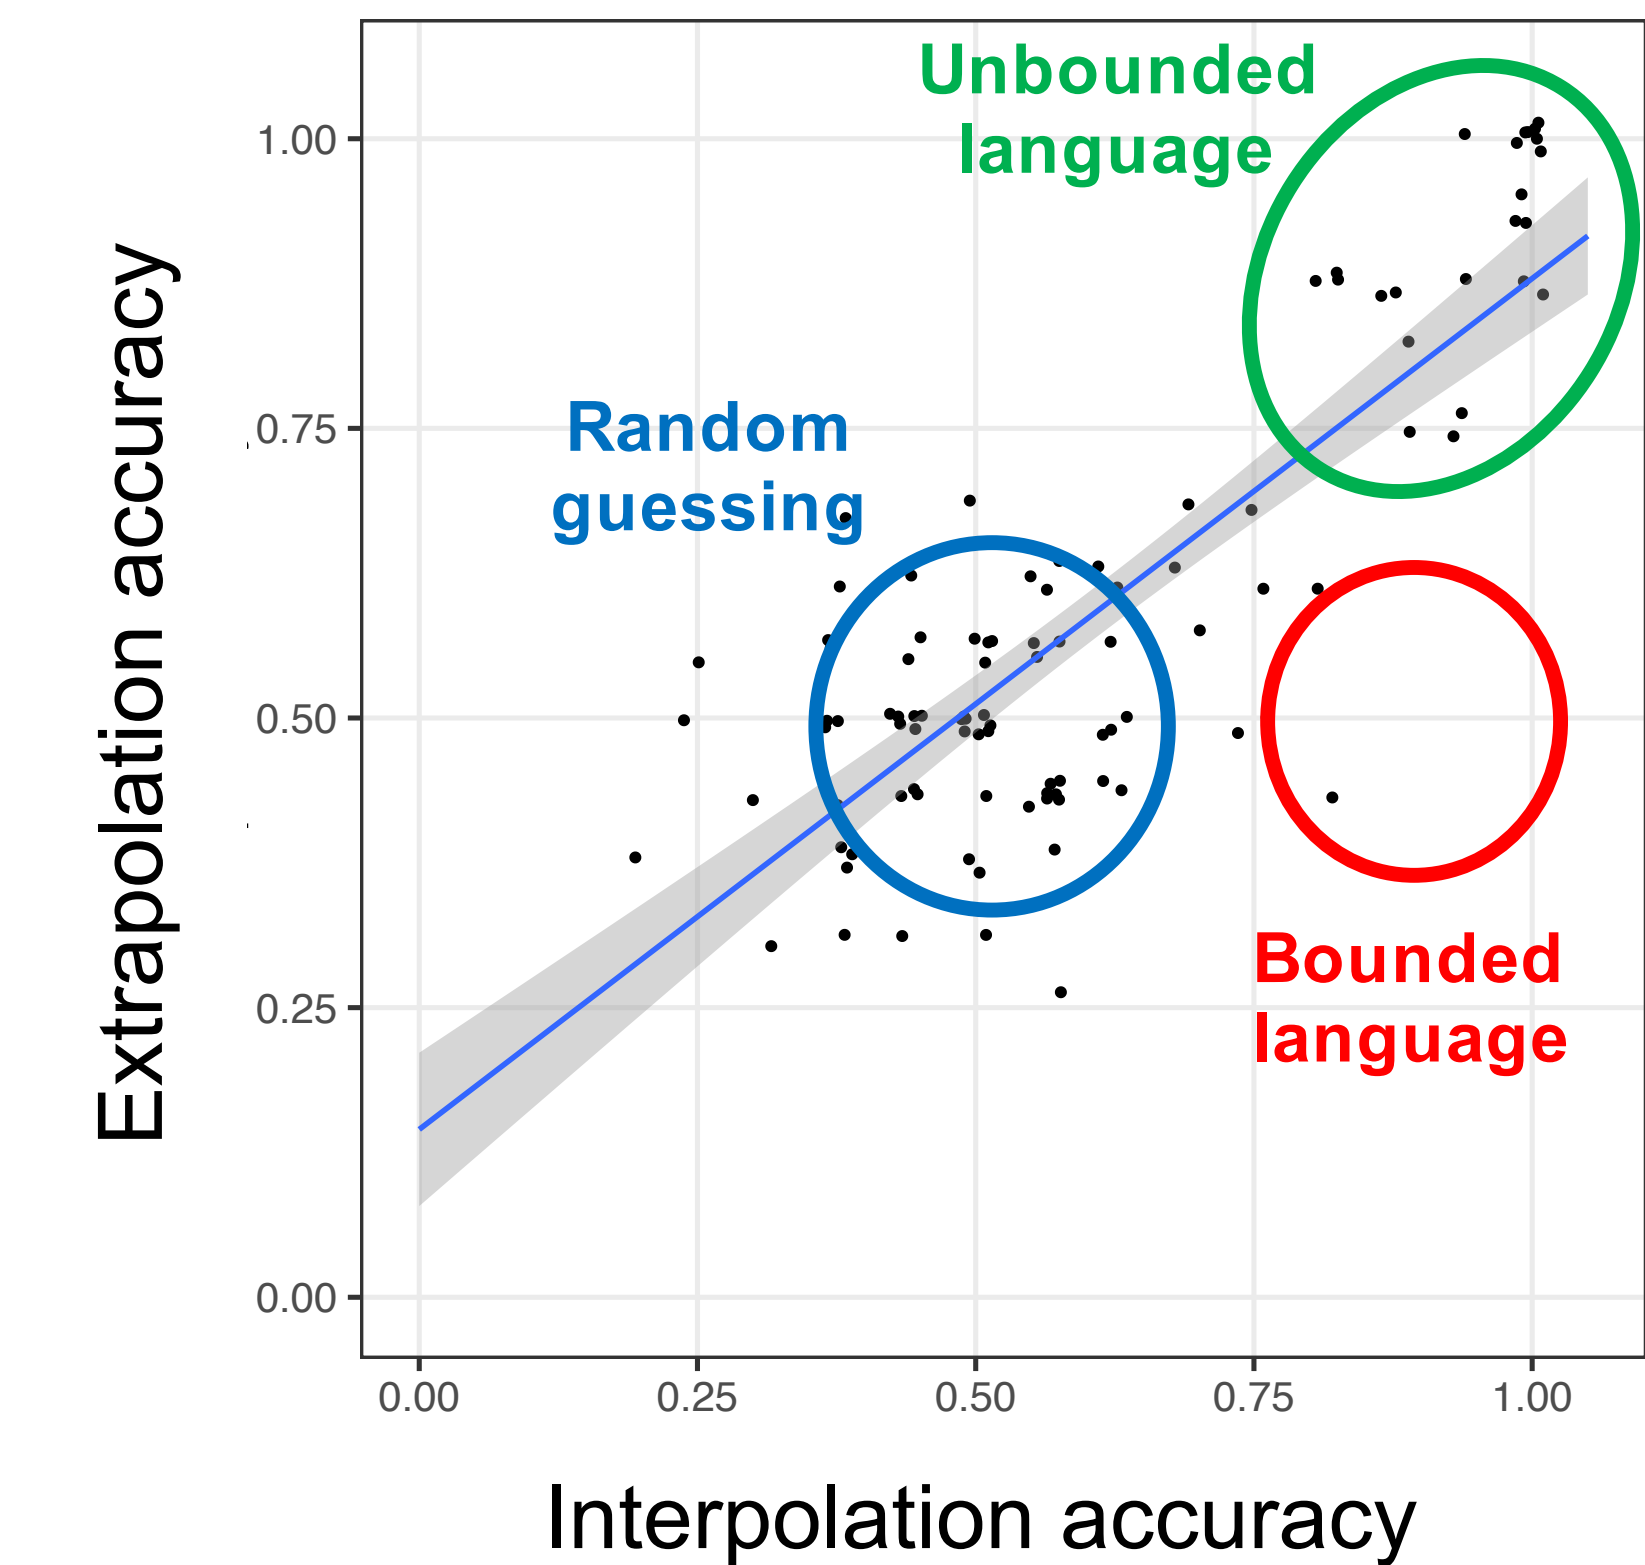 Unbounded
language
1.00
Random
guessing
0.75
Extrapolation accuracy
0.50
Bounded
language
0.25
0.00
0.00 0.25 0.50 0.75 1.00
Interpolation accuracy